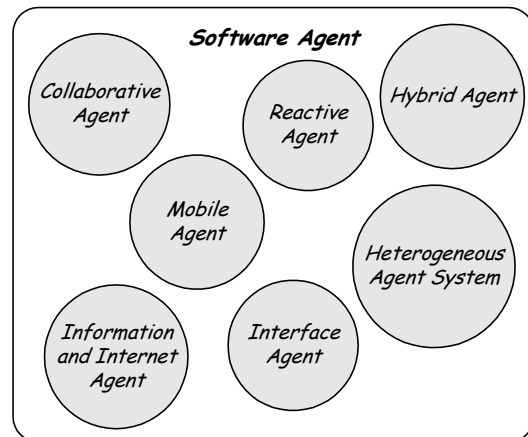 Software Agent
Collaborative
Agent
Reactive
Agent
Hybrid Agent
Mobile
Agent
Heterogeneous
Agent System
Information
and Internet
Agent
Interface
Agent